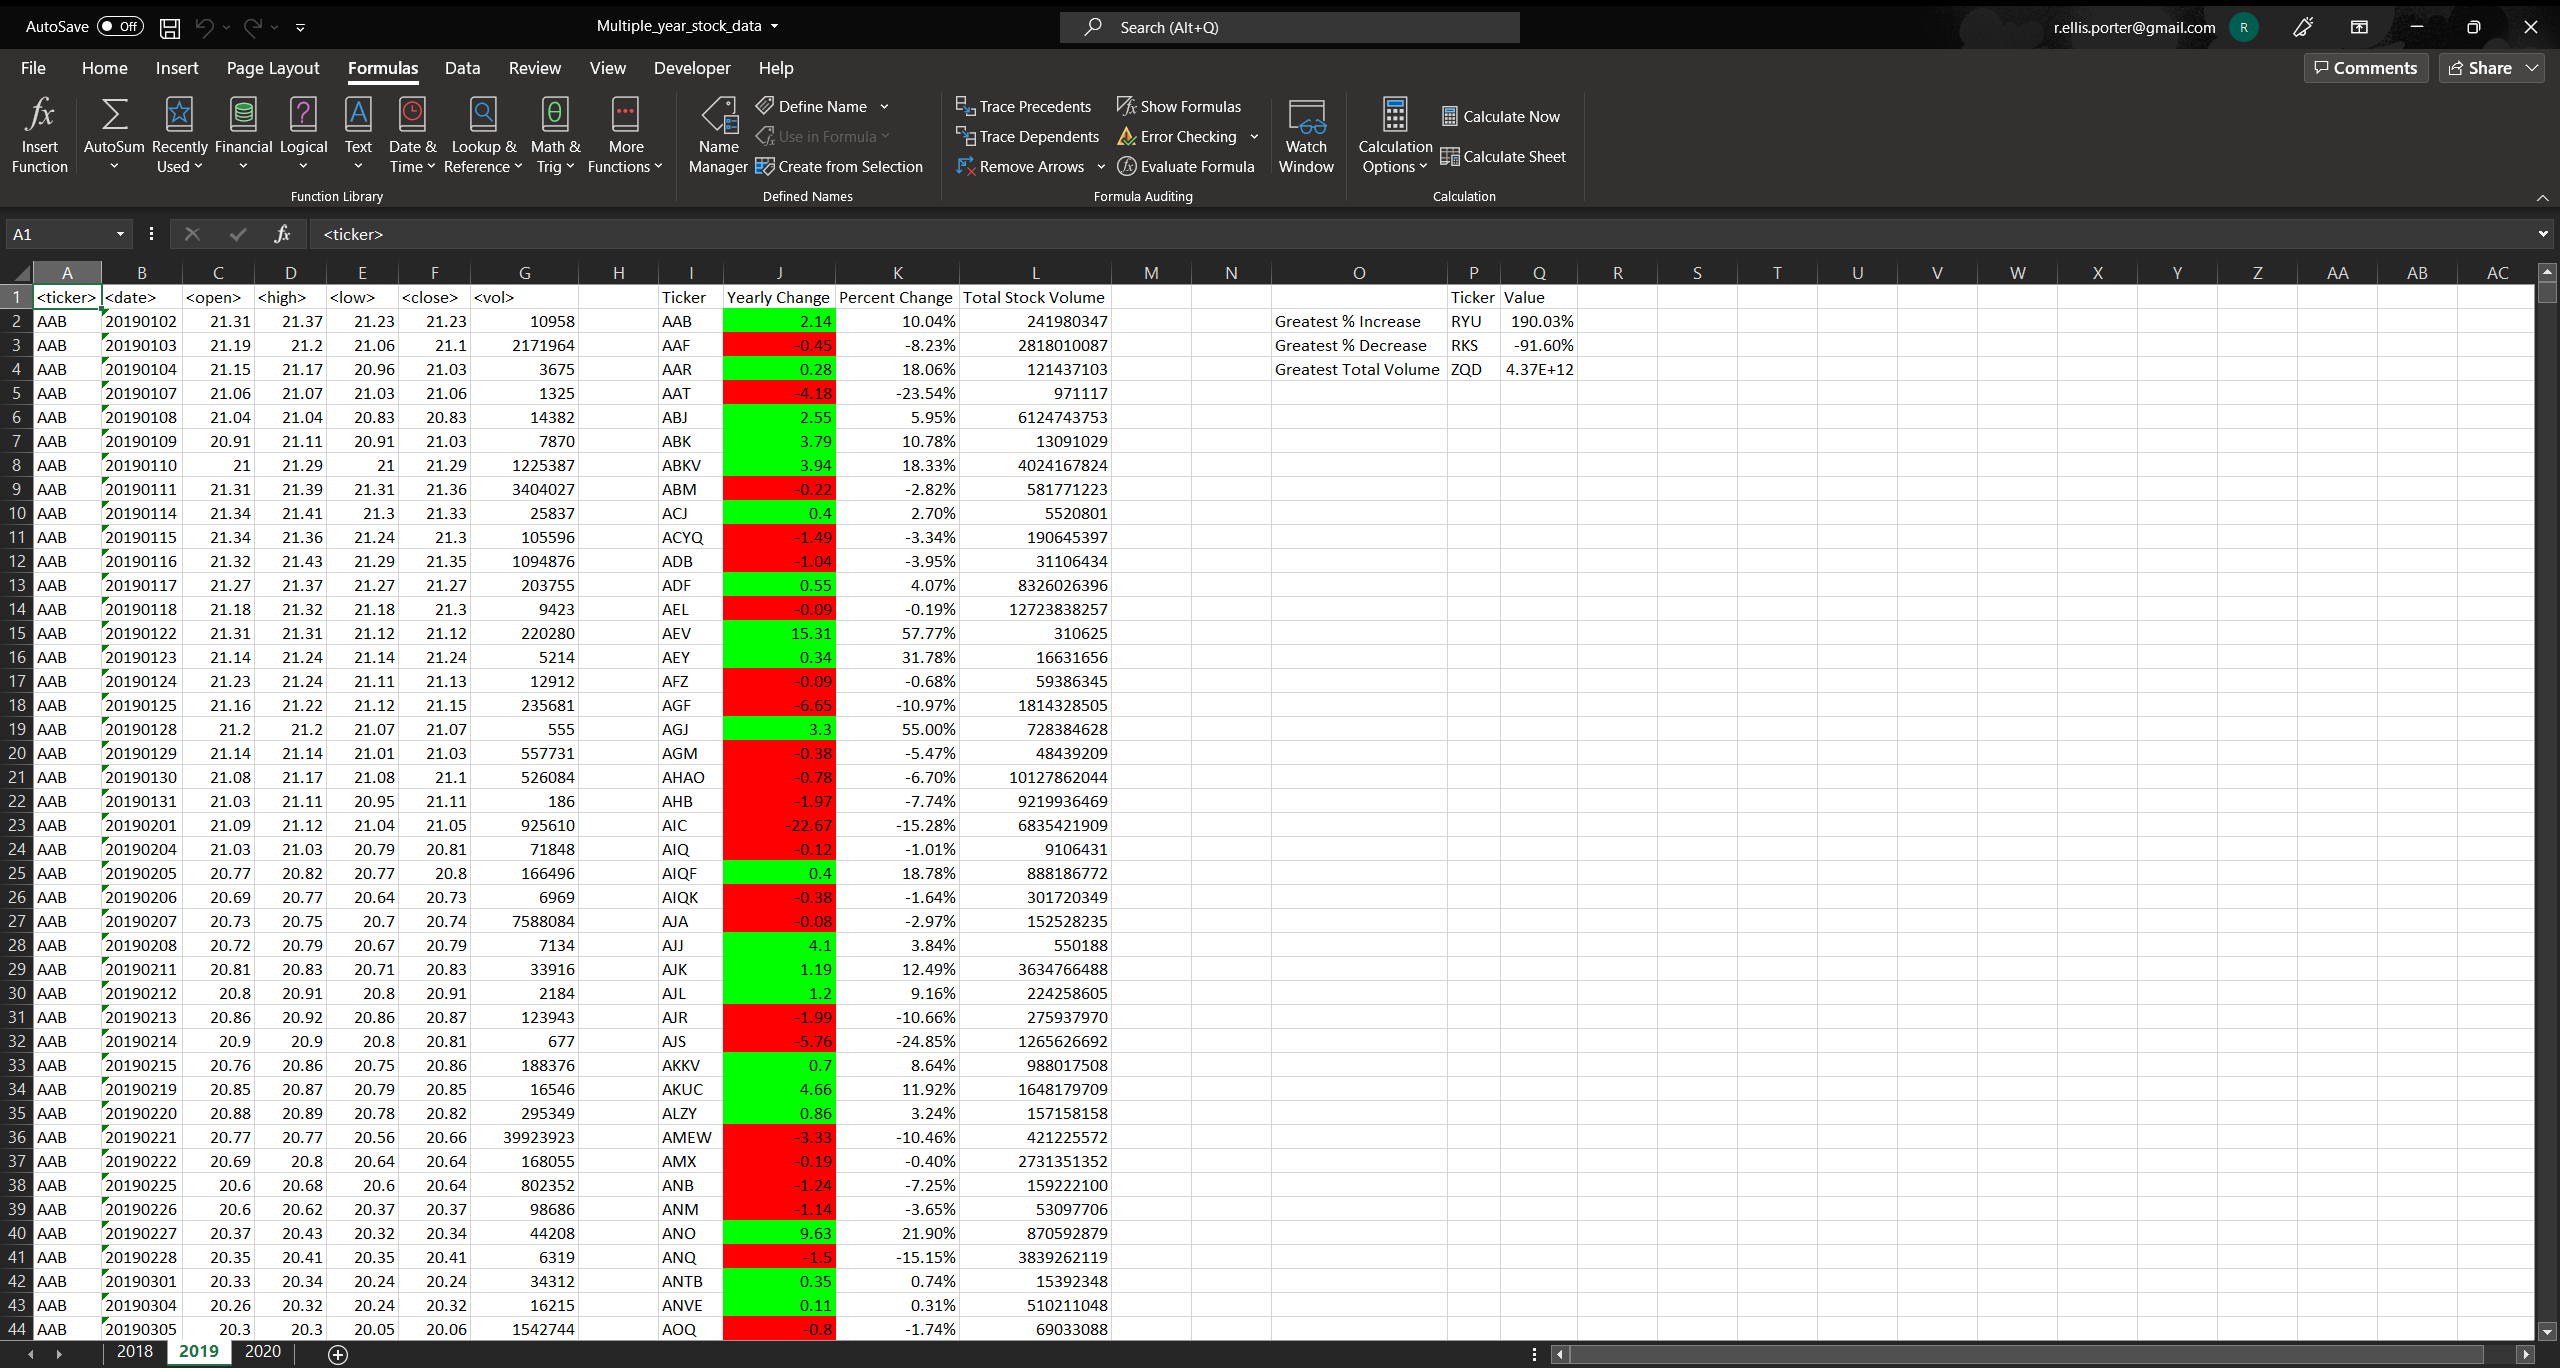 AutoSave Off Multiple_year_stock_data Search (Alt+Q) r.ellis.porter@gmail.com R
File Home Insert Page Layout Formulas Data Review View Developer Help Comments Share
Insert Function AutoSum Recently Used Financial Logical Text Date & Time Lookup & Reference Math & Trig More Functions
Function Library
Name Manager Define Name Use in Formula Create from Selection
Defined Names
Trace Precedents Trace Dependents Remove Arrows Show Formulas Error Checking Evaluate Formula
Formula Auditing
Watch Window
Calculation Options Calculate Now Calculate Sheet
Calculation
A1 fx <ticker>
A B C D E F G H I J K L M N O P Q R S T U V W X Y Z AA AB AC
1 <ticker> <date> <open> <high> <low> <close> <vol> Ticker Yearly Change Percent Change Total Stock Volume Ticker Value
2 AAB 20190102 21.31 21.37 21.23 21.23 10958 AAB 2.14 10.04% 241980347 Greatest % Increase RYU 190.03%
3 AAB 20190103 21.19 21.2 21.06 21.1 2171964 AAF -0.45 -8.23% 2818010087 Greatest % Decrease RKS -91.60%
4 AAB 20190104 21.15 21.17 20.96 21.03 3675 AAR 0.28 18.06% 121437103 Greatest Total Volume ZQD 4.37E+12
5 AAB 20190107 21.06 21.07 21.03 21.06 1325 AAT -4.18 -23.54% 971117
6 AAB 20190108 21.04 21.04 20.83 20.83 14382 ABJ 2.55 5.95% 6124743753
7 AAB 20190109 20.91 21.11 20.91 21.03 7870 ABK 3.79 10.78% 13091029
8 AAB 20190110 21 21.29 21 21.29 1225387 ABKV 3.94 18.33% 4024167824
9 AAB 20190111 21.31 21.39 21.31 21.36 3404027 ABM -0.22 -2.82% 581771223
10 AAB 20190114 21.34 21.41 21.3 21.33 25837 ACJ 0.4 2.70% 5520801
11 AAB 20190115 21.34 21.36 21.24 21.3 105596 ACYQ -1.49 -3.34% 190645397
12 AAB 20190116 21.32 21.43 21.29 21.35 1094876 ADB -1.04 -3.95% 31106434
13 AAB 20190117 21.27 21.37 21.27 21.27 203755 ADF 0.55 4.07% 8326026396
14 AAB 20190118 21.18 21.32 21.18 21.3 9423 AEL -0.09 -0.19% 12723838257
15 AAB 20190122 21.31 21.31 21.12 21.12 220280 AEV 15.31 57.77% 310625
16 AAB 20190123 21.14 21.24 21.14 21.24 5214 AEY 0.34 31.78% 16631656
17 AAB 20190124 21.23 21.24 21.11 21.13 12912 AFZ -0.09 -0.68% 59386345
18 AAB 20190125 21.16 21.22 21.12 21.15 235681 AGF -6.65 -10.97% 1814328505
19 AAB 20190128 21.2 21.2 21.07 21.07 555 AGJ 3.3 55.00% 728384628
20 AAB 20190129 21.14 21.14 21.01 21.03 557731 AGM -0.38 -5.47% 48439209
21 AAB 20190130 21.08 21.17 21.08 21.1 526084 AHAO -0.78 -6.70% 10127862044
22 AAB 20190131 21.03 21.11 20.95 21.11 186 AHB -1.97 -7.74% 9219936469
23 AAB 20190201 21.09 21.12 21.04 21.05 925610 AIC -22.67 -15.28% 6835421909
24 AAB 20190204 21.03 21.03 20.79 20.81 71848 AIQ -0.12 -1.01% 9106431
25 AAB 20190205 20.77 20.82 20.77 20.8 166496 AIQF 0.4 18.78% 888186772
26 AAB 20190206 20.69 20.77 20.64 20.73 6969 AIQK -0.38 -1.64% 301720349
27 AAB 20190207 20.73 20.75 20.7 20.74 7588084 AJA -0.08 -2.97% 152528235
28 AAB 20190208 20.72 20.79 20.67 20.79 7134 AJJ 4.1 3.84% 550188
29 AAB 20190211 20.81 20.83 20.71 20.83 33916 AJK 1.19 12.49% 3634766488
30 AAB 20190212 20.8 20.91 20.8 20.91 2184 AJL 1.2 9.16% 224258605
31 AAB 20190213 20.86 20.92 20.86 20.87 123943 AJR -1.99 -10.66% 275937970
32 AAB 20190214 20.9 20.9 20.8 20.81 677 AJS -5.76 -24.85% 1265626692
33 AAB 20190215 20.76 20.86 20.75 20.86 188376 AKKV 0.7 8.64% 988017508
34 AAB 20190219 20.85 20.87 20.79 20.85 16546 AKUC 4.66 11.92% 1648179709
35 AAB 20190220 20.88 20.89 20.78 20.82 295349 ALZY 0.86 3.24% 157158158
36 AAB 20190221 20.77 20.77 20.56 20.66 39923923 AMEW -3.33 -10.46% 421225572
37 AAB 20190222 20.69 20.8 20.64 20.64 168055 AMX -0.19 -0.40% 2731351352
38 AAB 20190225 20.6 20.68 20.6 20.64 802352 ANB -1.24 -7.25% 159222100
39 AAB 20190226 20.6 20.62 20.37 20.37 98686 ANM -1.14 -3.65% 53097706
40 AAB 20190227 20.37 20.43 20.32 20.34 44208 ANO 9.63 21.90% 870592879
41 AAB 20190228 20.35 20.41 20.35 20.41 6319 ANQ -1.5 -15.15% 3839262119
42 AAB 20190301 20.33 20.34 20.24 20.24 34312 ANTB 0.35 0.74% 15392348
43 AAB 20190304 20.26 20.32 20.24 20.32 16215 ANVE 0.11 0.31% 510211048
44 AAB 20190305 20.3 20.3 20.05 20.06 1542744 AOQ -0.8 -1.74% 69033088
2018 2019 2020